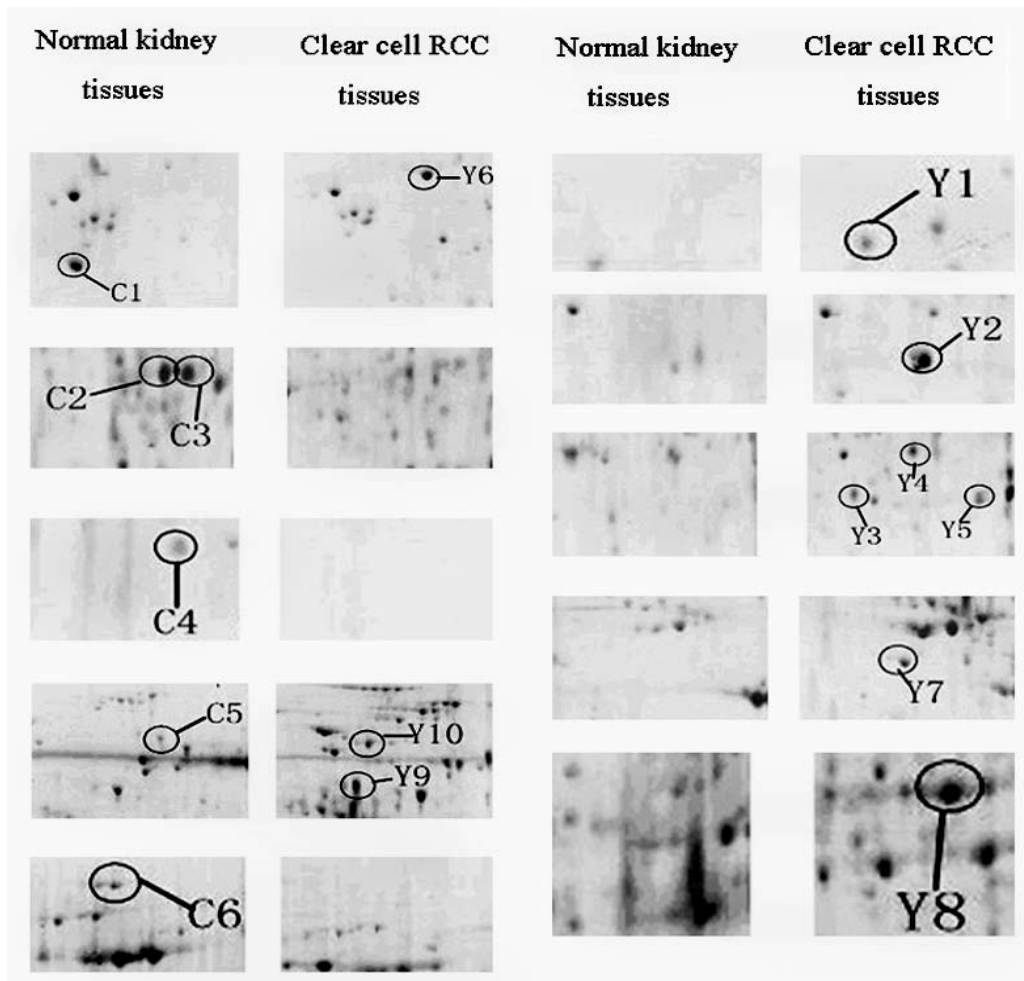 Normal kidney
tissues
Clear cell RCC
tissues
Normal kidney
tissues
Clear cell RCC
tissues
C1
Y6
C2
C3
C4
C5
Y10
Y9
C6
Y1
Y2
Y4
Y3
Y5
Y7
Y8